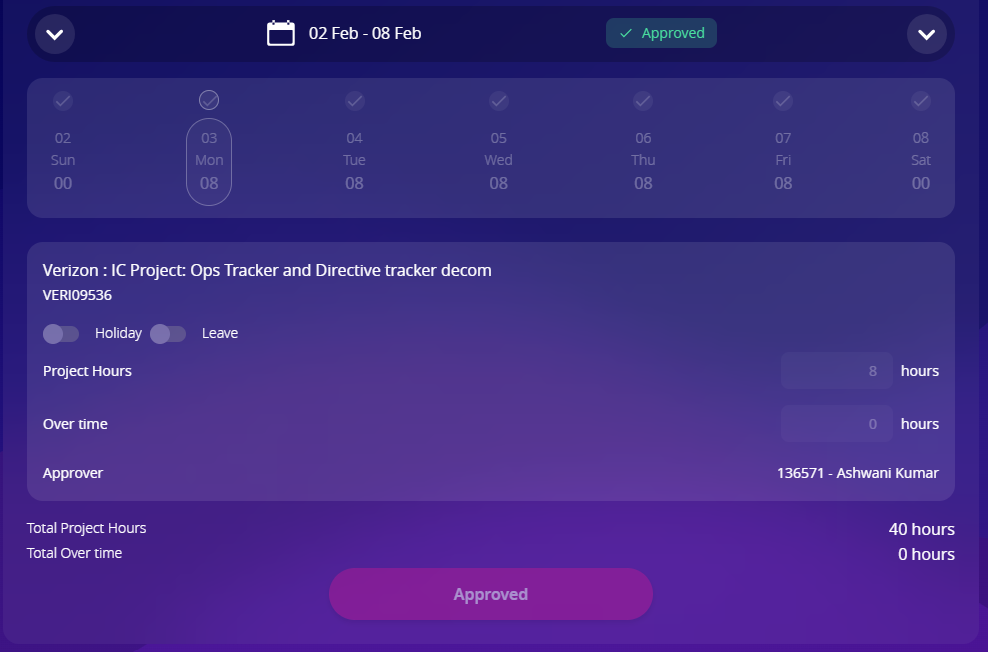 02 Feb - 08 Feb Approved
02 03 04 05 06 07 08
Sun Mon Tue Wed Thu Fri Sat
00 08 08 08 08 08 00
Verizon : IC Project: Ops Tracker and Directive tracker decom
VERI09536
Holiday Leave
Project Hours 8 hours
Over time 0 hours
Approver 136571 - Ashwani Kumar
Total Project Hours 40 hours
Total Over time 0 hours
Approved